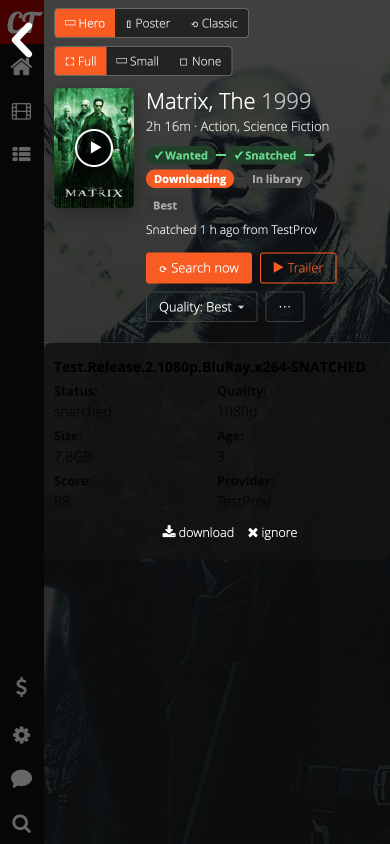 CT
Hero Poster Classic
Full Small None
Matrix, The 1999
2h 16m · Action, Science Fiction
✓Wanted ✓Snatched
Downloading In library
Best
Snatched 1 h ago from TestProv
Search now Trailer
Quality: Best ...
MATRIX
Test.Release.2.1080p.BluRay.x264-SNATCHED
Status: Quality:
snatched 1080p
Size: Age:
7.8GB 3
Score: Provider:
88 TestProv
download ignore